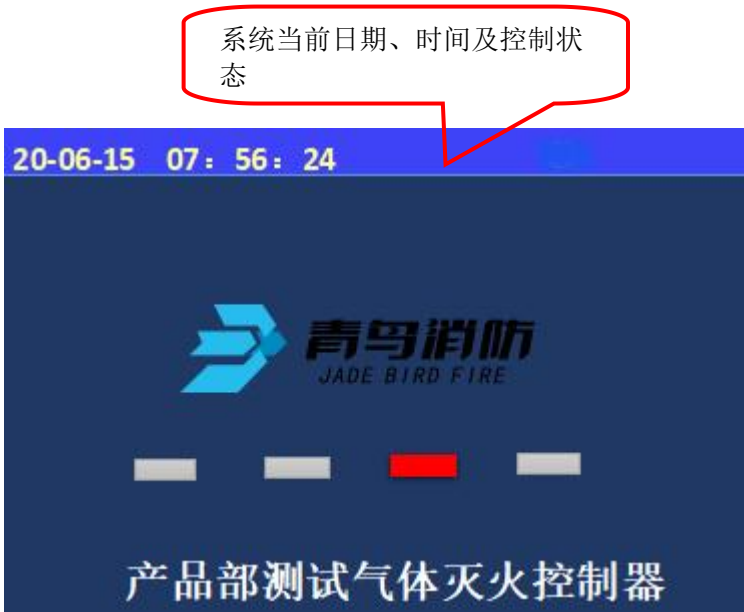 系统当前日期、时间及控制状
态
20-06-15 07：56：24
青鸟消防
JADE BIRD FIRE
产品部测试气体灭火控制器